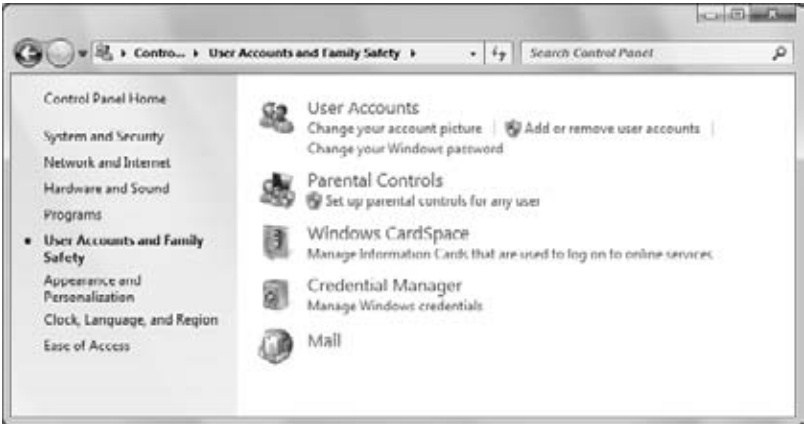 Contro... User Accounts and Family Safety
Search Control Panel
Control Panel Home
System and Security
Network and Internet
Hardware and Sound
Programs
User Accounts and Family
Safety
Appearance and
Personalization
Clock, Language, and Region
Ease of Access
User Accounts
Change your account picture | Add or remove user accounts |
Change your Windows password
Parental Controls
Set up parental controls for any user
Windows CardSpace
Manage Information Cards that are used to log on to online services
Credential Manager
Manage Windows credentials
Mail